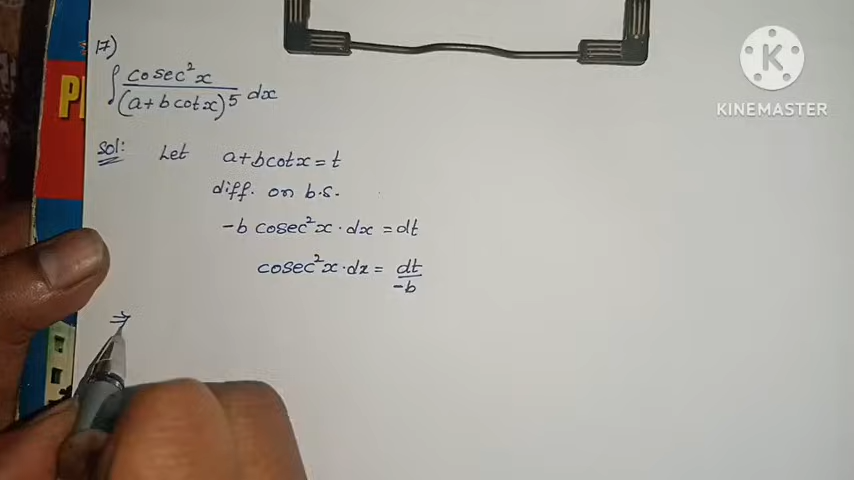 17)
∫ cosec²x / (a+b cotx)⁵ dx
Sol: Let a+bcotx = t
diff. on b.s.
-b cosec²x · dx = dt
cosec²x · dx = dt / -b
⇒
K
KINEMASTER
P